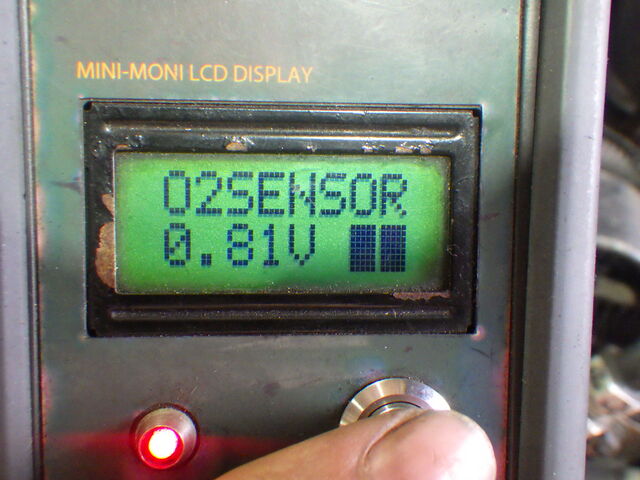 MINI-MONI LCD DISPLAY
O2SENSOR
0.81V